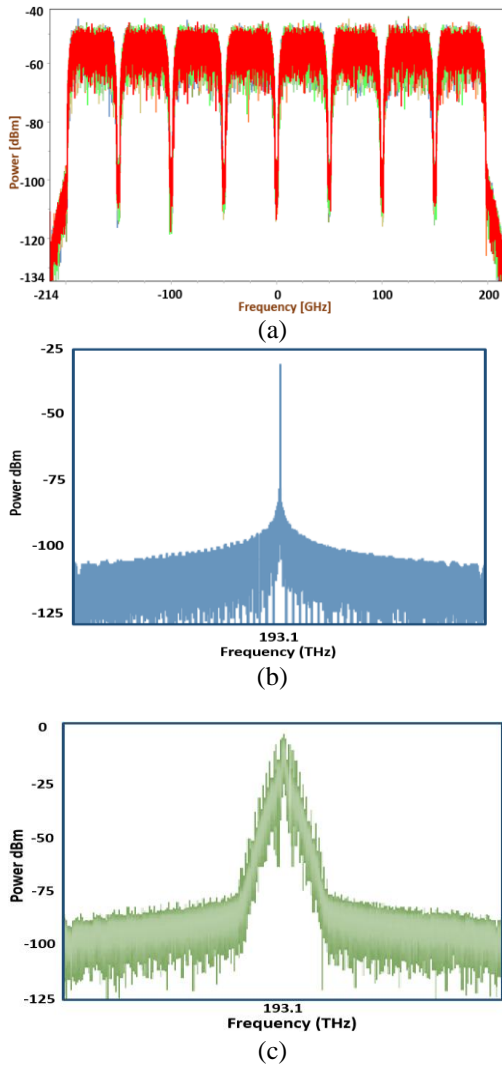 -40
-60
-80
-100
-120
-134
Power [dBm]
-214
-100
0
100
200
Frequency [GHz]
(a)
-25
-50
-75
-100
-125
Power dBm
193.1
Frequency (THz)
(b)
0
-25
-50
-75
-100
-125
Power dBm
193.1
Frequency (THz)
(c)